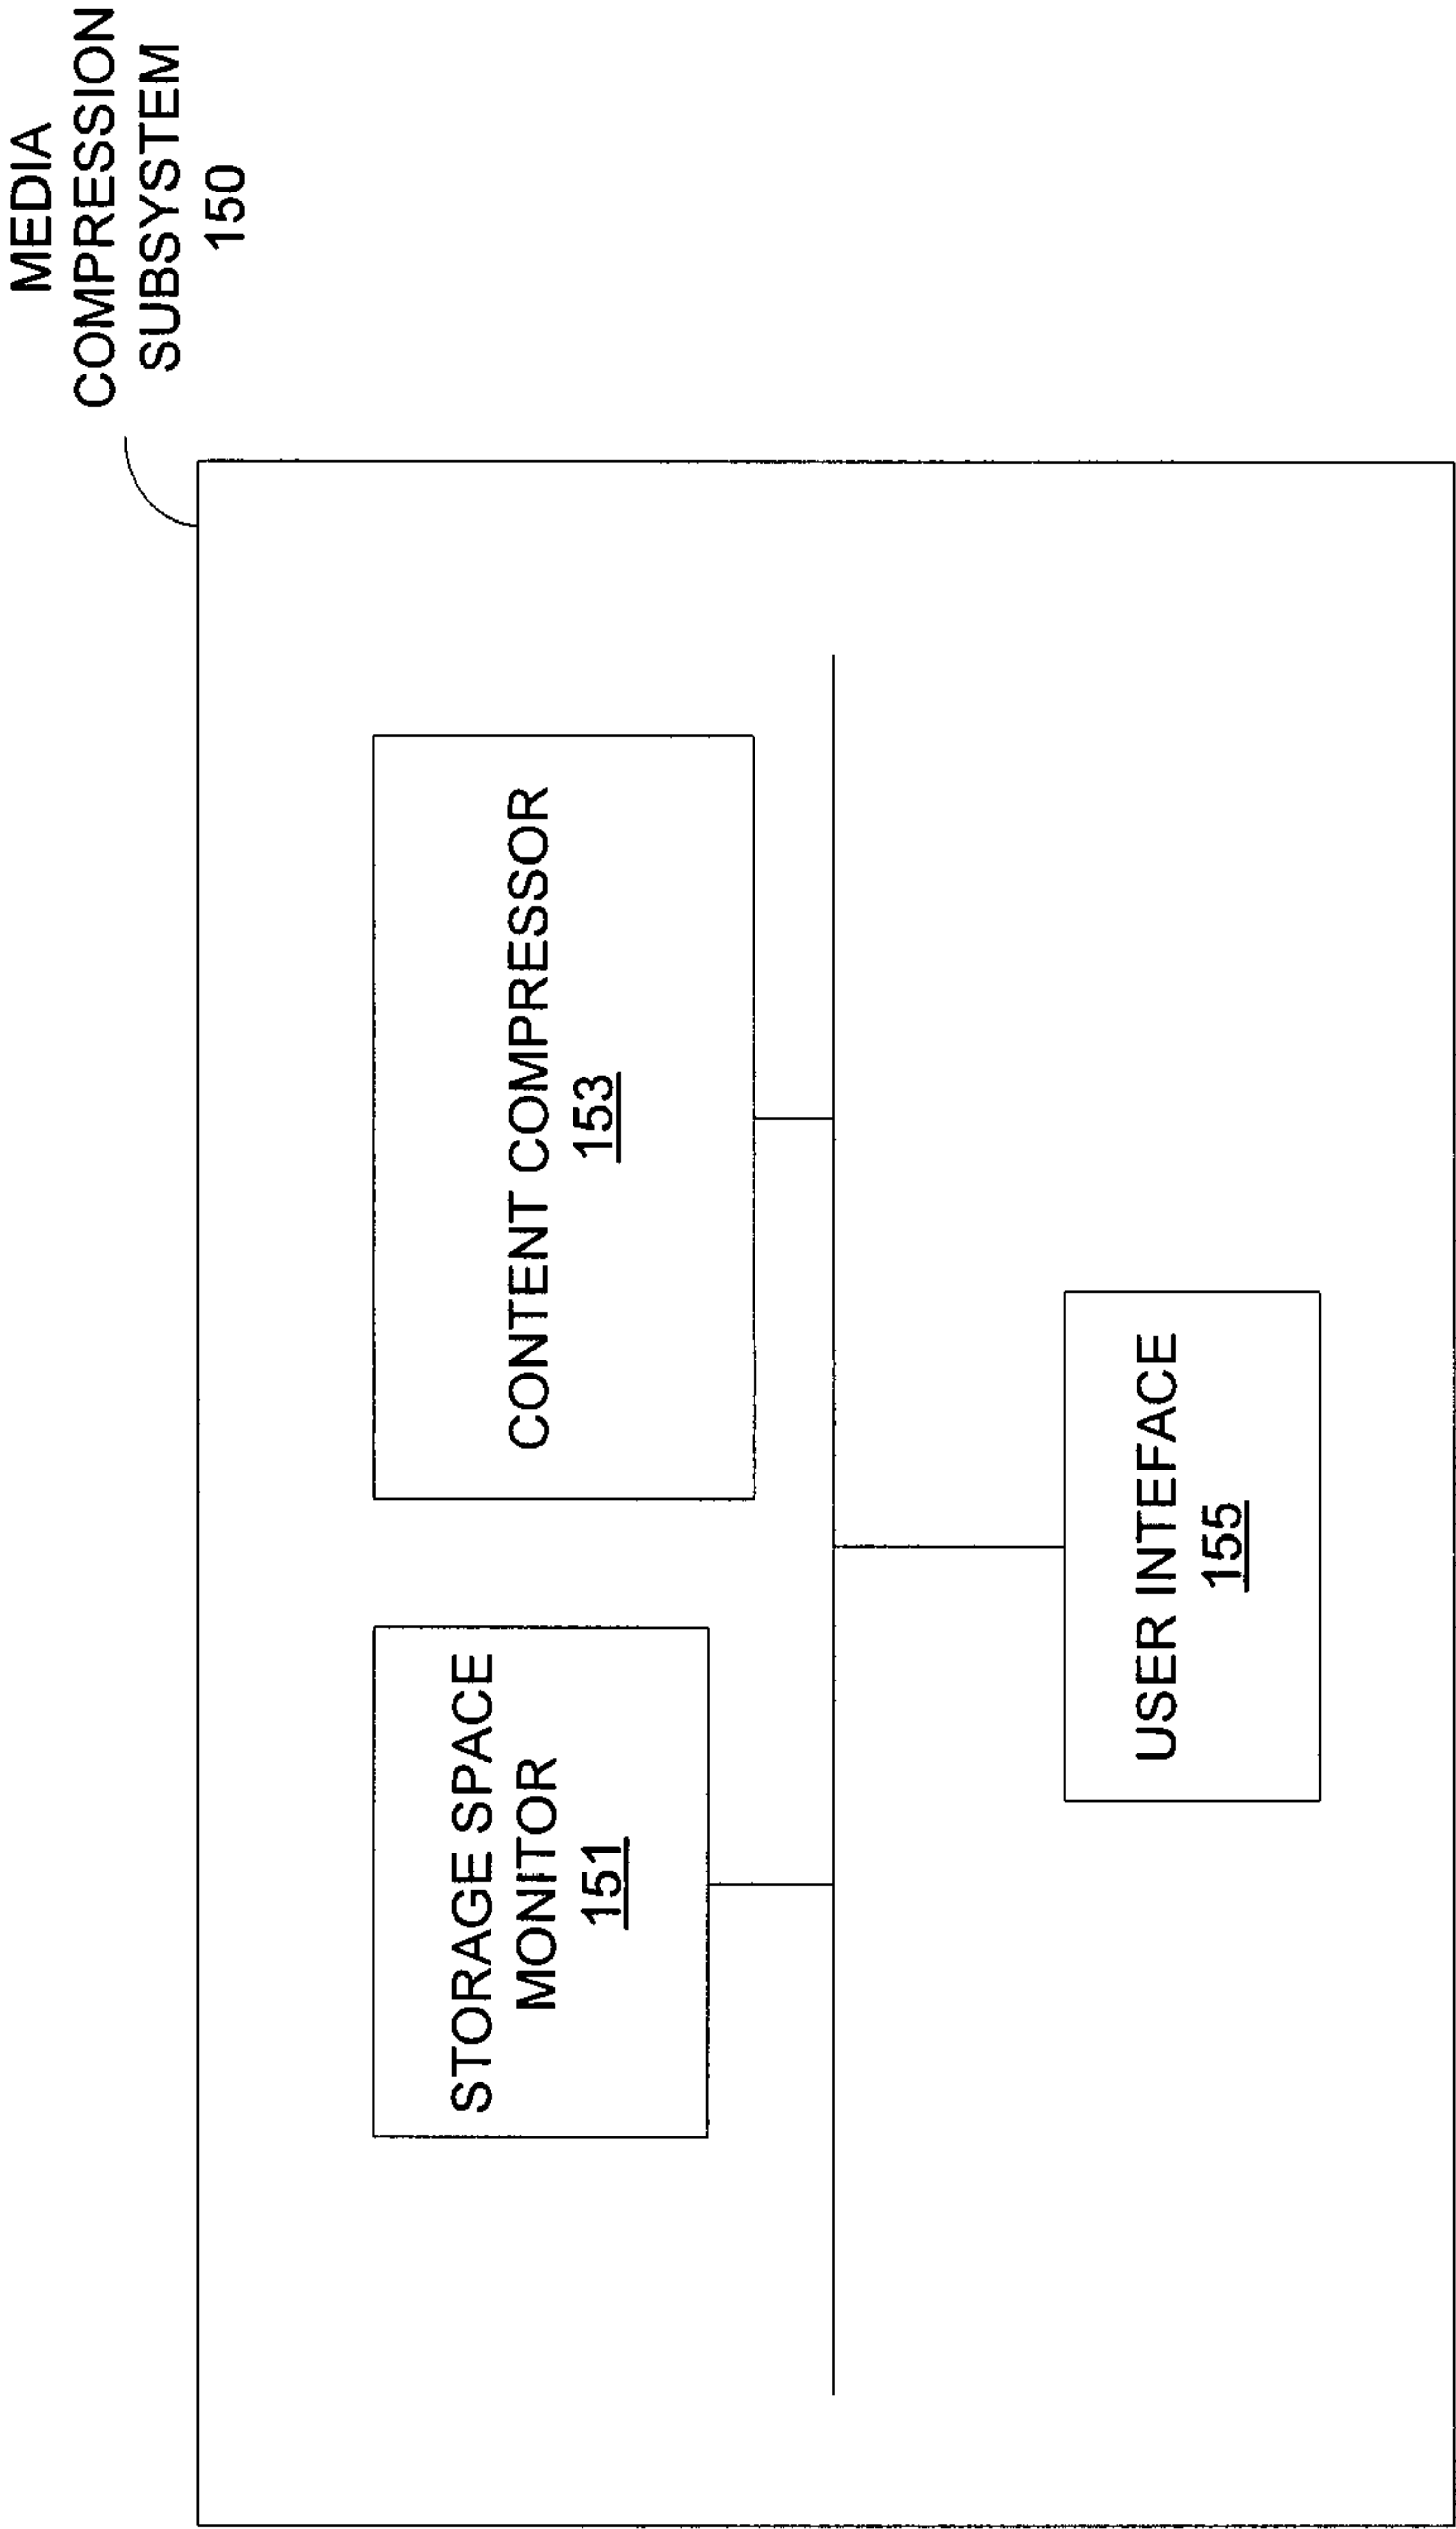 MEDIA
COMPRESSION
SUBSYSTEM
150
STORAGE SPACE
MONITOR
151
CONTENT COMPRESSOR
153
USER INTEFACE
155